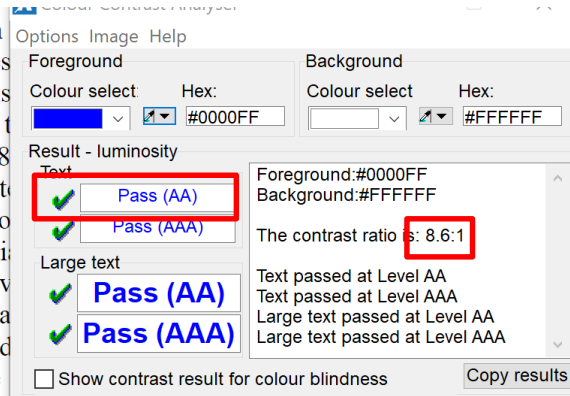 Colour Contrast Analyser
Options Image Help
Foreground
Background
Colour select: Hex:
Colour select Hex:
#0000FF
#FFFFFF
Result - luminosity
Text
Pass (AA)
Pass (AAA)
Large text
Pass (AA)
Pass (AAA)
Foreground:#0000FF
Background:#FFFFFF
The contrast ratio is: 8.6:1
Text passed at Level AA
Text passed at Level AAA
Large text passed at Level AA
Large text passed at Level AAA
Show contrast result for colour blindness
Copy results